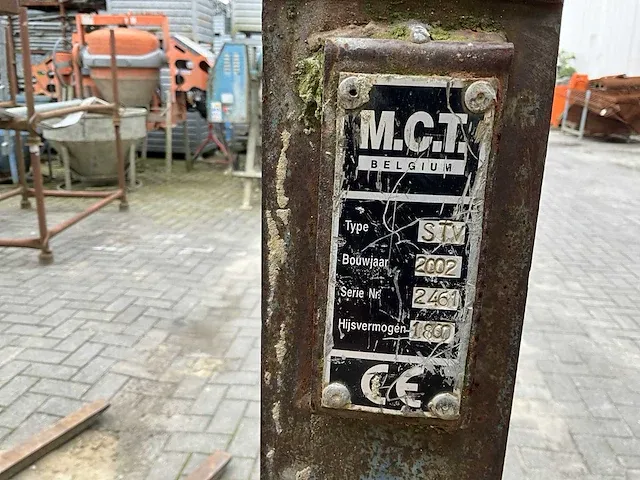 M.C.T.
BELGIUM
Type STV
Bouwjaar 2002
Serie Nr. 2461
Hijsvermogen 1800
CE